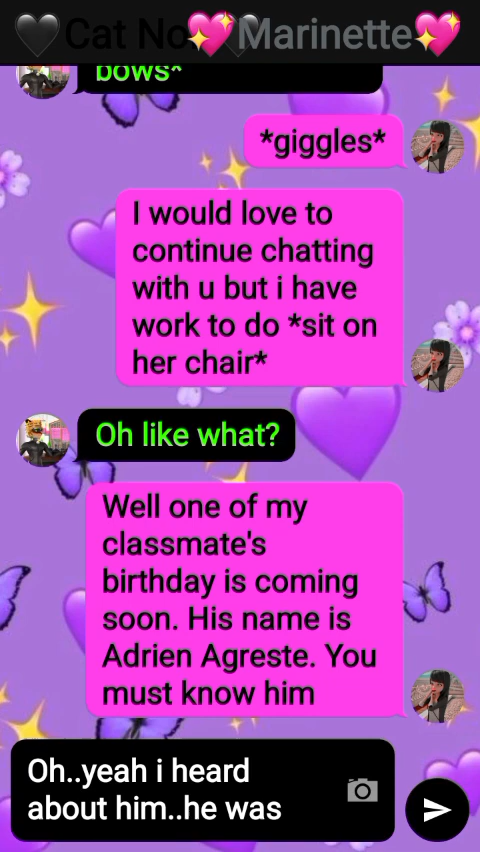 🖤Cat No💖Marinette💖
bows*
*giggles*
I would love to
continue chatting
with u but i have
work to do *sit on
her chair*
Oh like what?
Well one of my
classmate's
birthday is coming
soon. His name is
Adrien Agreste. You
must know him
Oh..yeah i heard
about him..he was